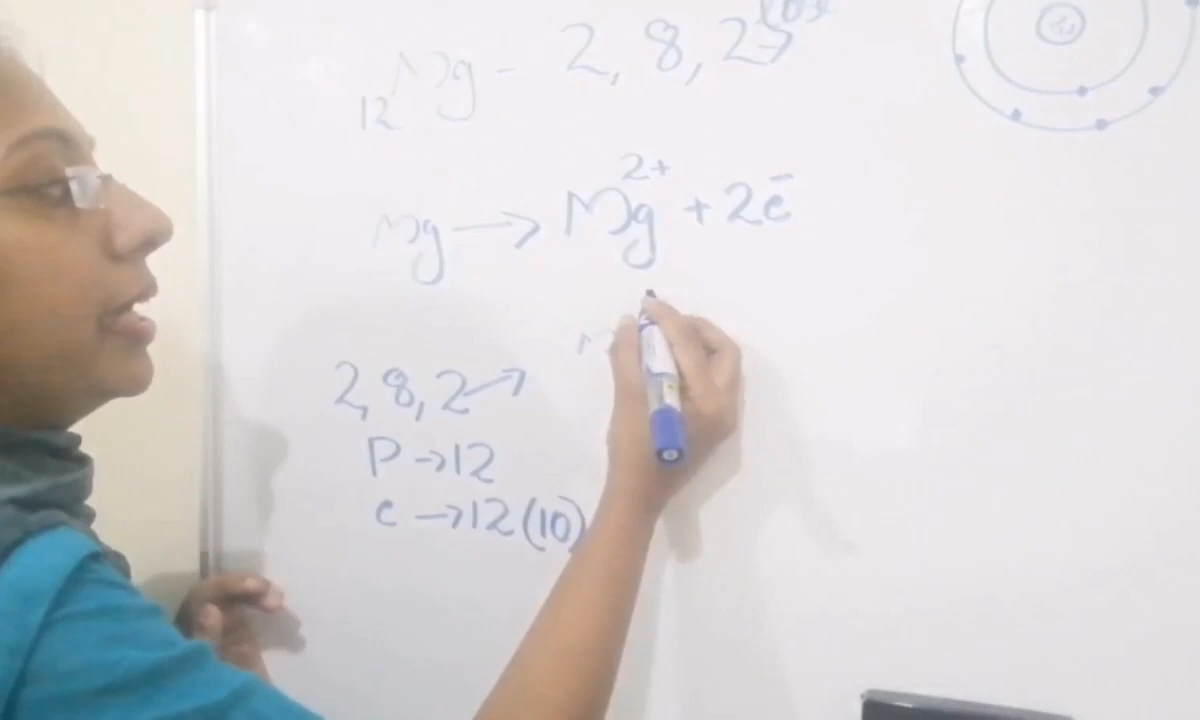 12Mg - 2, 8, 2
Mg → Mg2+ + 2e-
2, 8, 2 →
P → 12
e → 12 (10)